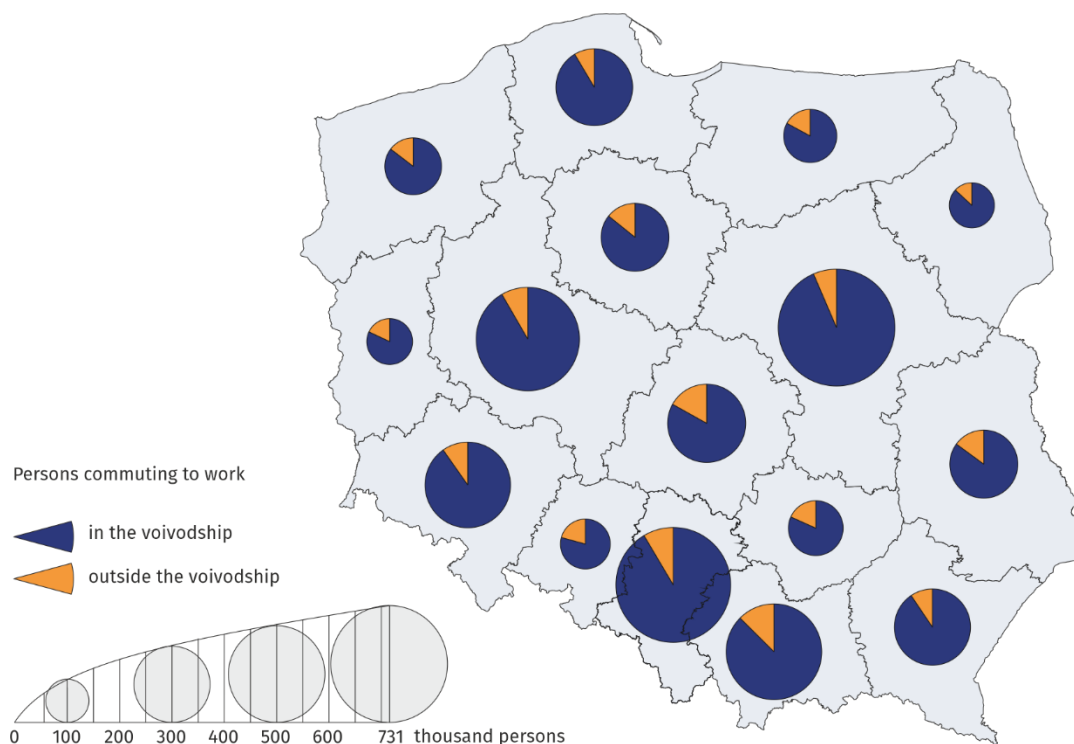 Persons commuting to work
in the voivodship
outside the voivodship
0 100 200 300 400 500 600 731 thousand persons